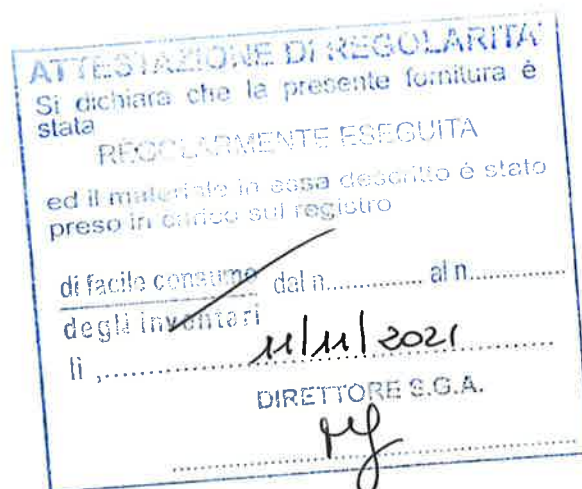 ATTESTAZIONE DI REGOLARITA'
Si dichiara che la presente fornitura è
stata
REGOLARMENTE ESEGUITA
ed il materiale in essa descritto è stato
preso in carico sul registro
di facile consumo
degli inventari
dal n.............. al n..............
lì ,.............. 11/11/2021 ..............
DIRETTORE S.G.A.